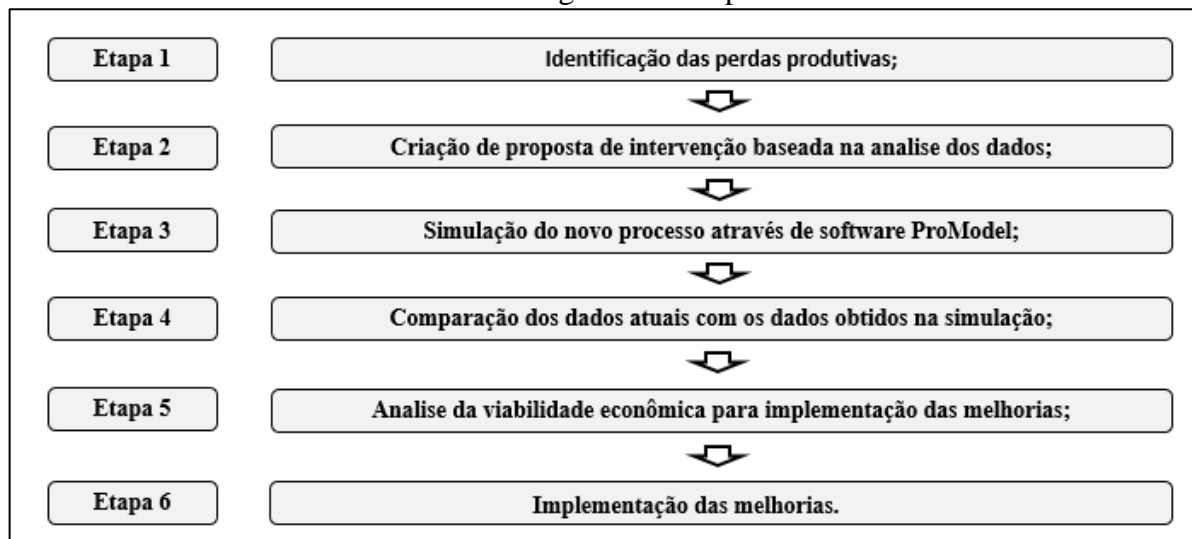 Etapa 1 Identificação das perdas produtivas;
Etapa 2 Criação de proposta de intervenção baseada na analise dos dados;
Etapa 3 Simulação do novo processo através de software ProModel;
Etapa 4 Comparação dos dados atuais com os dados obtidos na simulação;
Etapa 5 Analise da viabilidade econômica para implementação das melhorias;
Etapa 6 Implementação das melhorias.